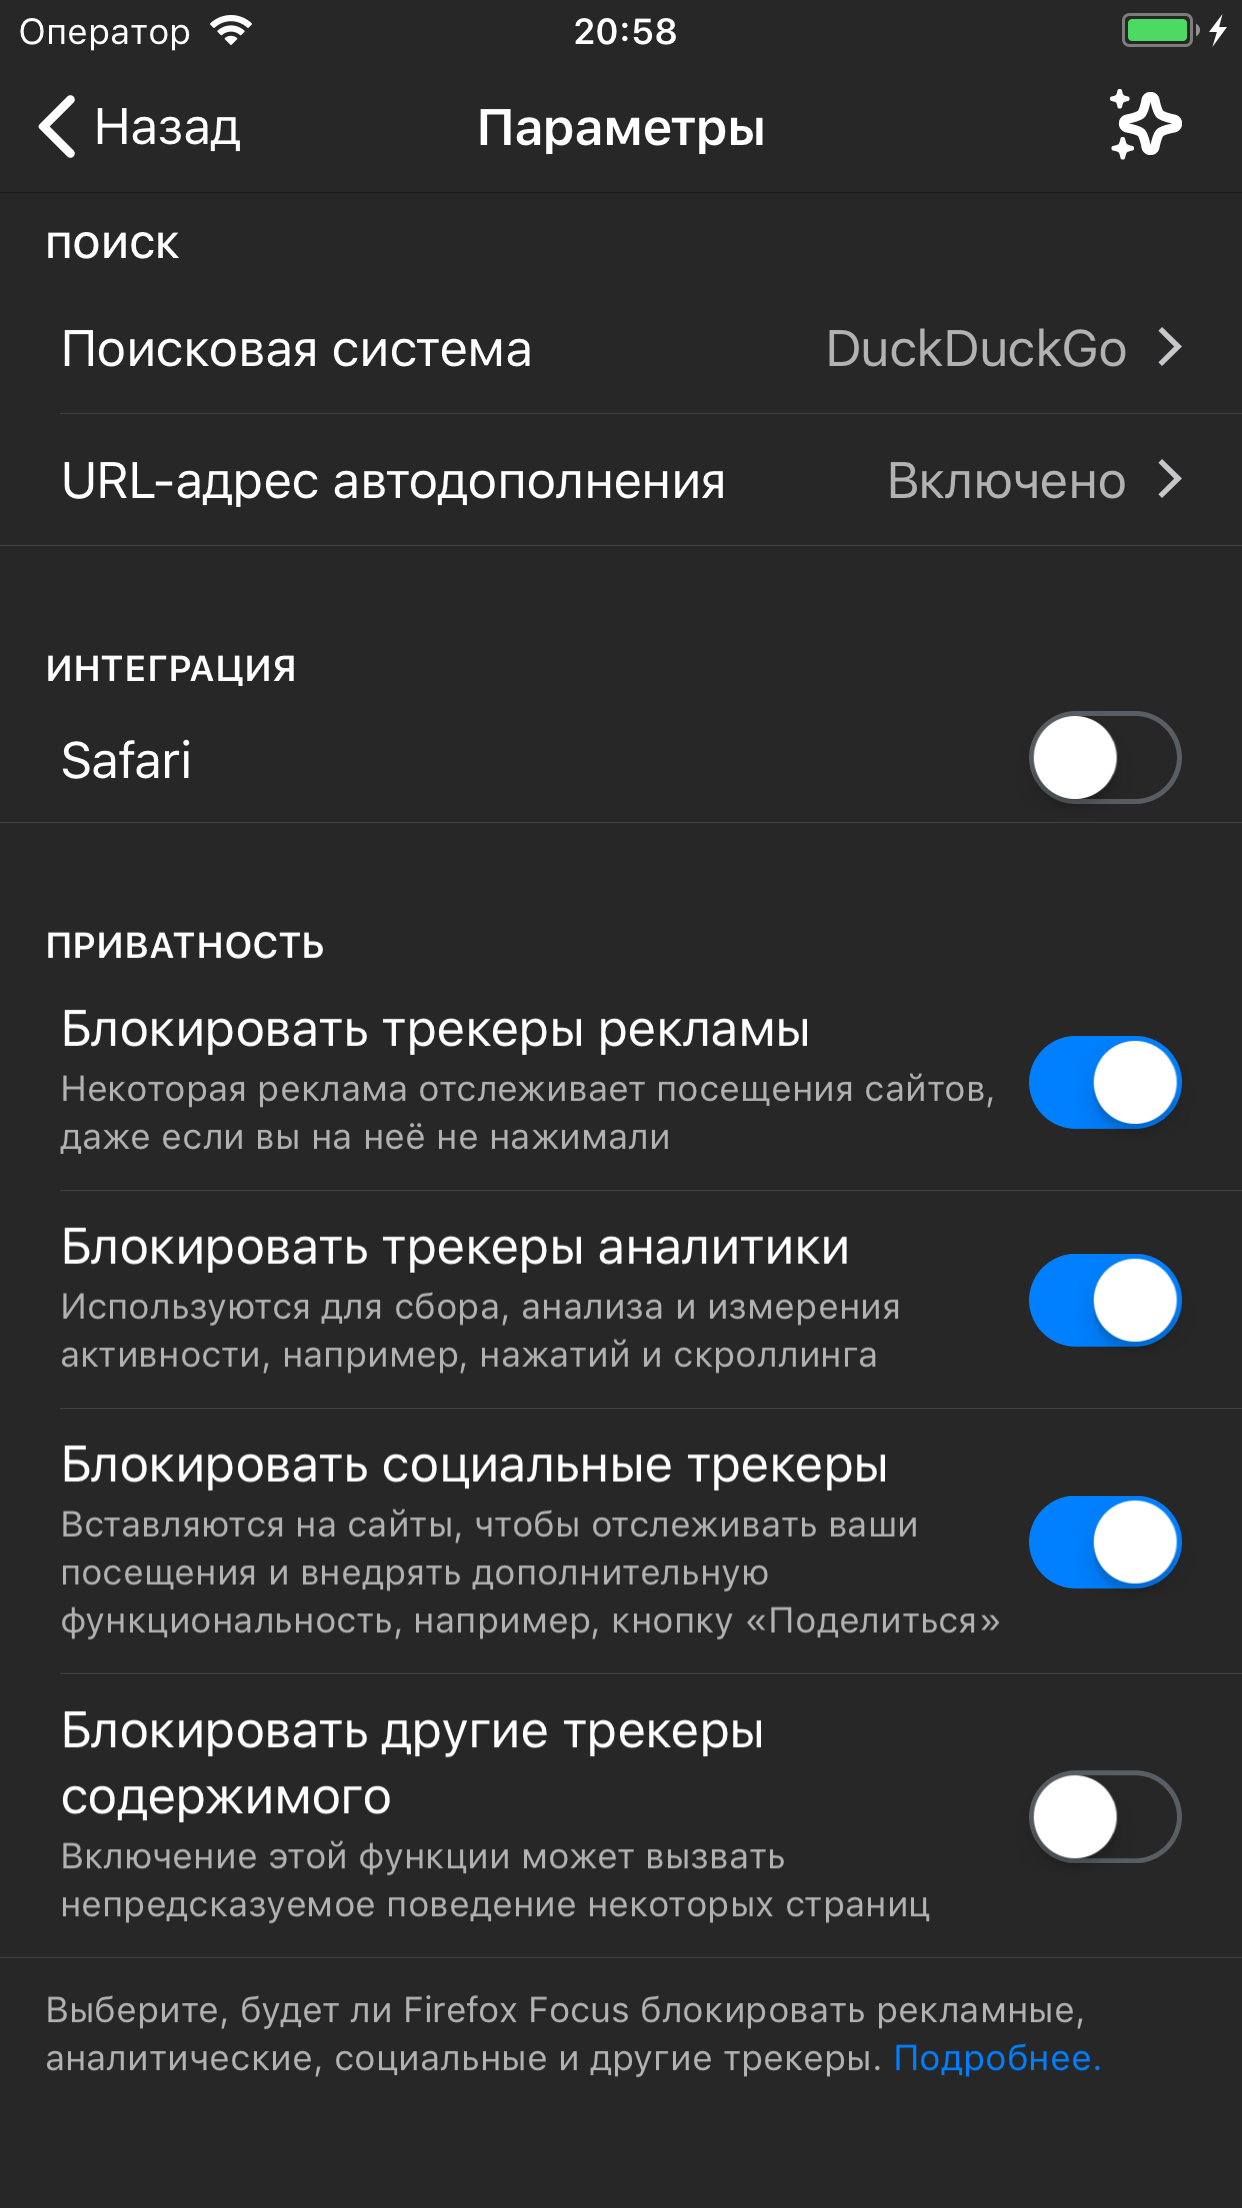 Оператор
20:58
Назад
Параметры
поиск
Поисковая система
DuckDuckGo
URL-адрес автодополнения
Включено
ИНТЕГРАЦИЯ
Safari
ПРИВАТНОСТЬ
Блокировать трекеры рекламы
Некоторая реклама отслеживает посещения сайтов,
даже если вы на неё не нажимали
Блокировать трекеры аналитики
Используются для сбора, анализа и измерения
активности, например, нажатий и скроллинга
Блокировать социальные трекеры
Вставляются на сайты, чтобы отслеживать ваши
посещения и внедрять дополнительную
функциональность, например, кнопку «Поделиться»
Блокировать другие трекеры
содержимого
Включение этой функции может вызвать
непредсказуемое поведение некоторых страниц
Выберите, будет ли Firefox Focus блокировать рекламные,
аналитические, социальные и другие трекеры. Подробнее.